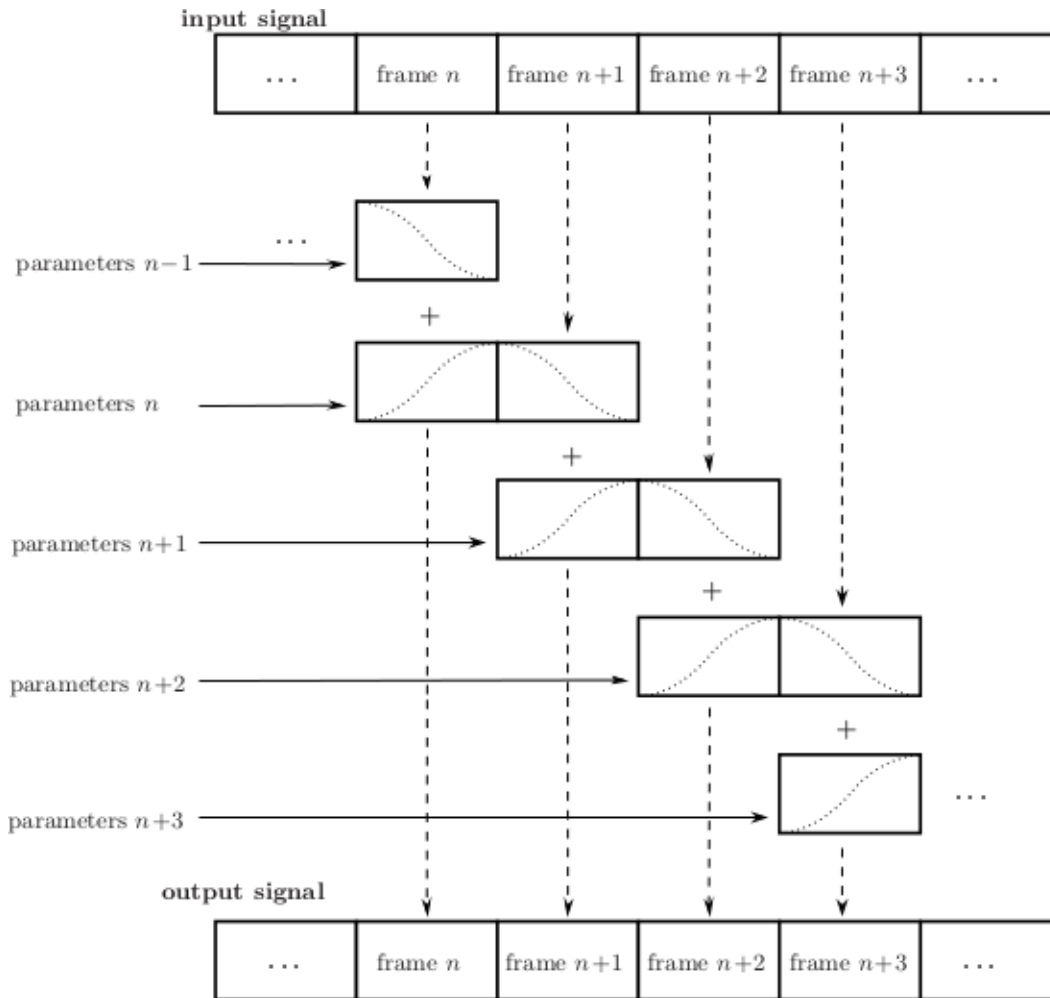 input signal
... frame n frame n+1 frame n+2 frame n+3 ...
...
parameters n−1
+
parameters n
+
parameters n+1
+
parameters n+2
+
...
parameters n+3
output signal
... frame n frame n+1 frame n+2 frame n+3 ...